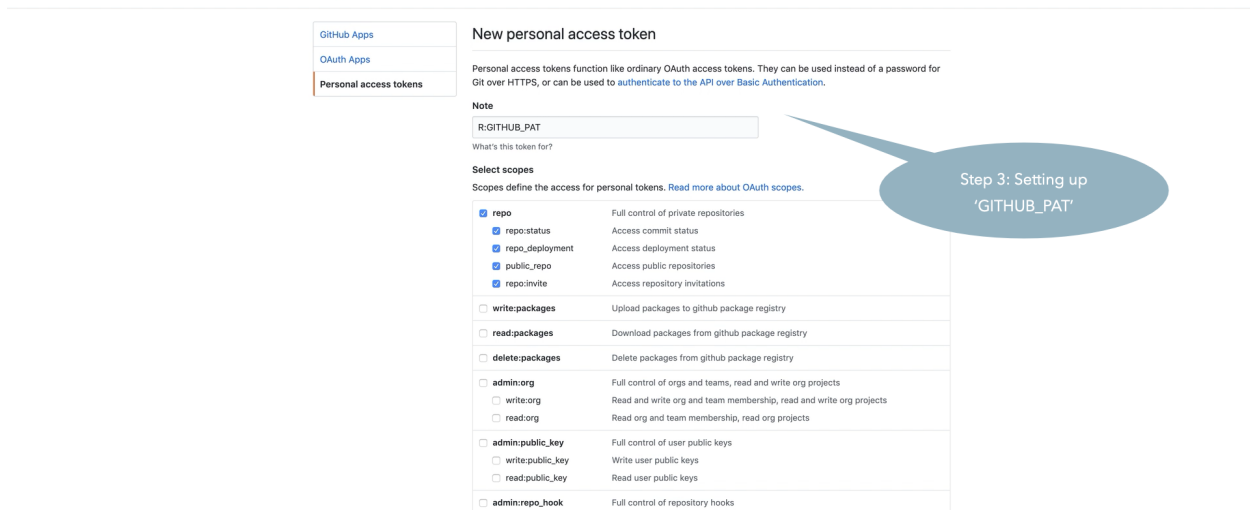 GitHub Apps
OAuth Apps
Personal access tokens
New personal access token
Personal access tokens function like ordinary OAuth access tokens. They can be used instead of a password for
Git over HTTPS, or can be used to authenticate to the API over Basic Authentication.
Note
R:GITHUB_PAT
What's this token for?
Select scopes
Scopes define the access for personal tokens. Read more about OAuth scopes.
Step 3: Setting up
‘GITHUB_PAT’
repo Full control of private repositories
repo:status Access commit status
repo_deployment Access deployment status
public_repo Access public repositories
repo:invite Access repository invitations
write:packages Upload packages to github package registry
read:packages Download packages from github package registry
delete:packages Delete packages from github package registry
admin:org Full control of orgs and teams, read and write org projects
write:org Read and write org and team membership, read and write org projects
read:org Read org and team membership, read org projects
admin:public_key Full control of user public keys
write:public_key Write user public keys
read:public_key Read user public keys
admin:repo_hook Full control of repository hooks